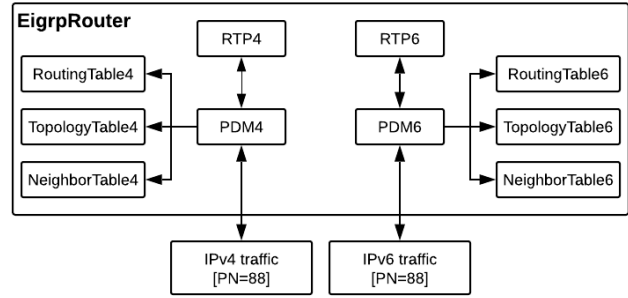 EigrpRouter
RTP4
RTP6
RoutingTable4
RoutingTable6
TopologyTable4
PDM4
PDM6
TopologyTable6
NeighborTable4
NeighborTable6
IPv4 traffic
[PN=88]
IPv6 traffic
[PN=88]